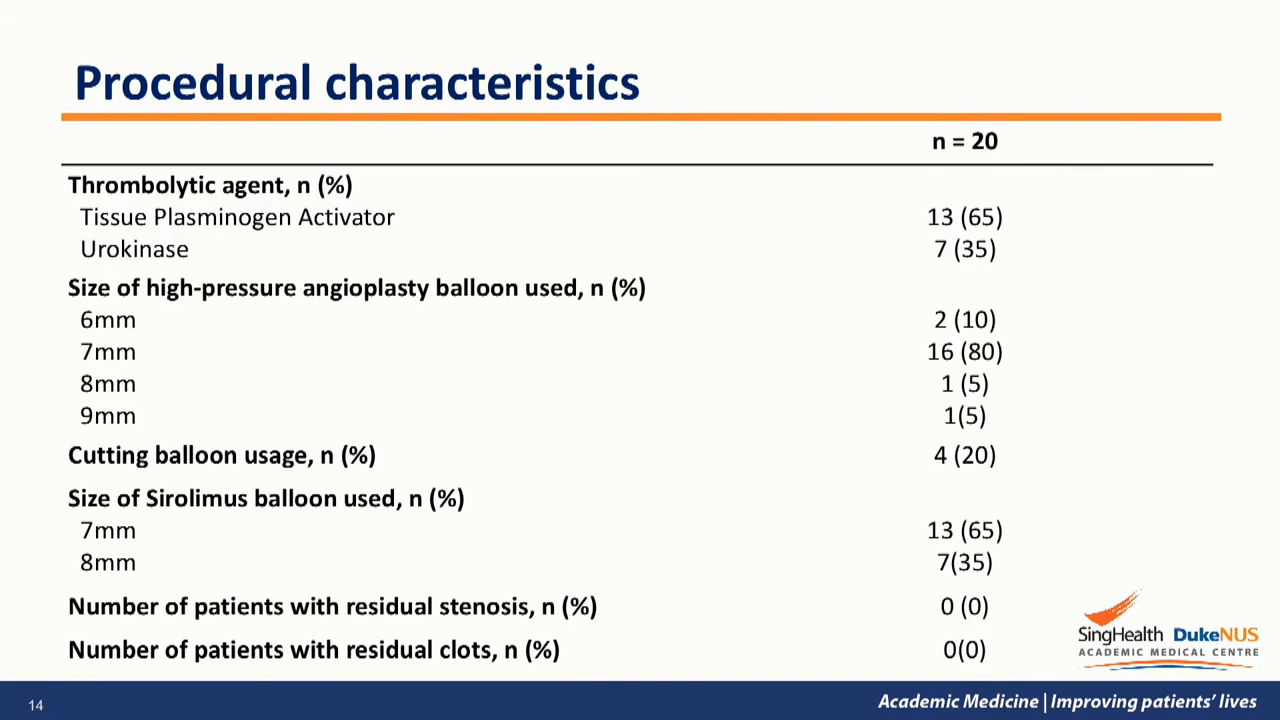 Procedural characteristics
n = 20
Thrombolytic agent, n (%)
Tissue Plasminogen Activator 13 (65)
Urokinase 7 (35)
Size of high-pressure angioplasty balloon used, n (%)
6mm 2 (10)
7mm 16 (80)
8mm 1 (5)
9mm 1(5)
Cutting balloon usage, n (%) 4 (20)
Size of Sirolimus balloon used, n (%)
7mm 13 (65)
8mm 7(35)
Number of patients with residual stenosis, n (%) 0 (0)
Number of patients with residual clots, n (%) 0(0)
SingHealth DukeNUS
ACADEMIC MEDICAL CENTRE
14 Academic Medicine | Improving patients' lives